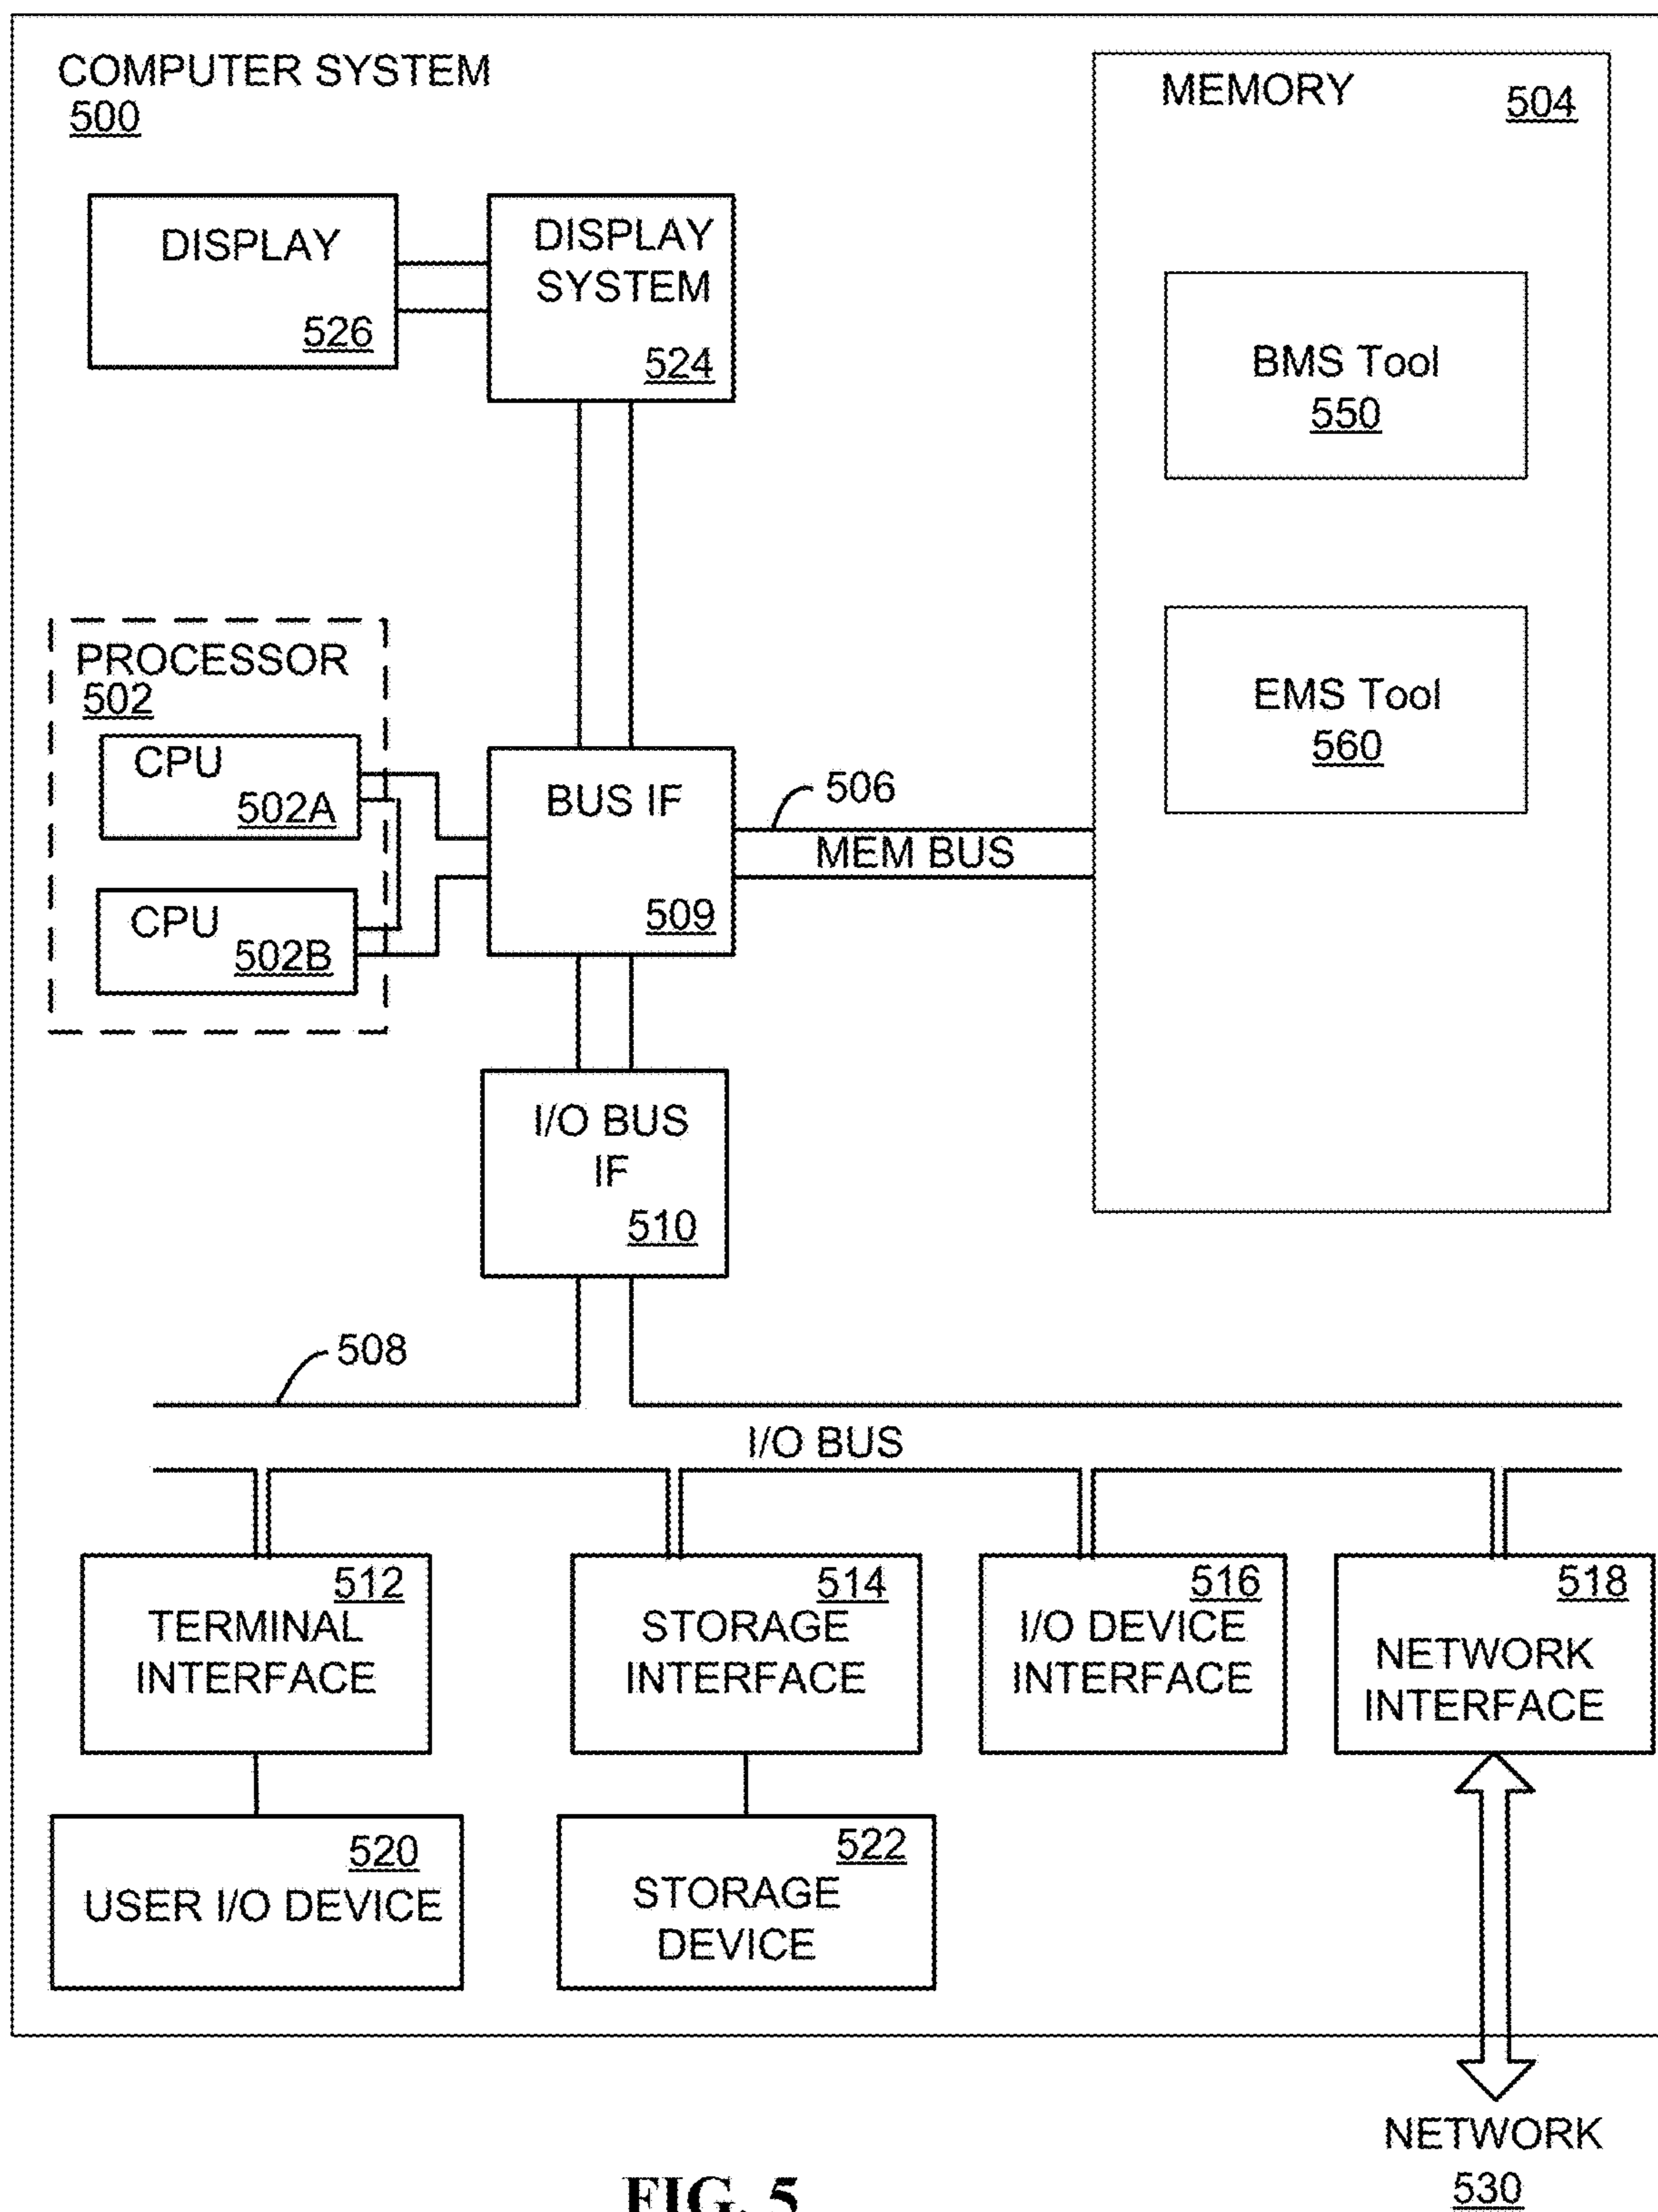 COMPUTER SYSTEM
500
MEMORY
504
DISPLAY
526
DISPLAY
SYSTEM
524
BMS Tool
550
EMS Tool
560
PROCESSOR
502
CPU
502A
CPU
502B
BUS IF
509
506
MEM BUS
I/O BUS
IF
510
508
I/O BUS
512
TERMINAL
INTERFACE
514
STORAGE
INTERFACE
516
I/O DEVICE
INTERFACE
518
NETWORK
INTERFACE
520
USER I/O DEVICE
522
STORAGE
DEVICE
NETWORK
530
FIG. 5